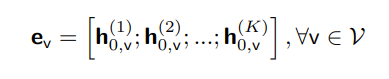 e_v = [h_{0,v}^{(1)}; h_{0,v}^{(2)}; ...; h_{0,v}^{(K)}], ∀v ∈ 𝒱